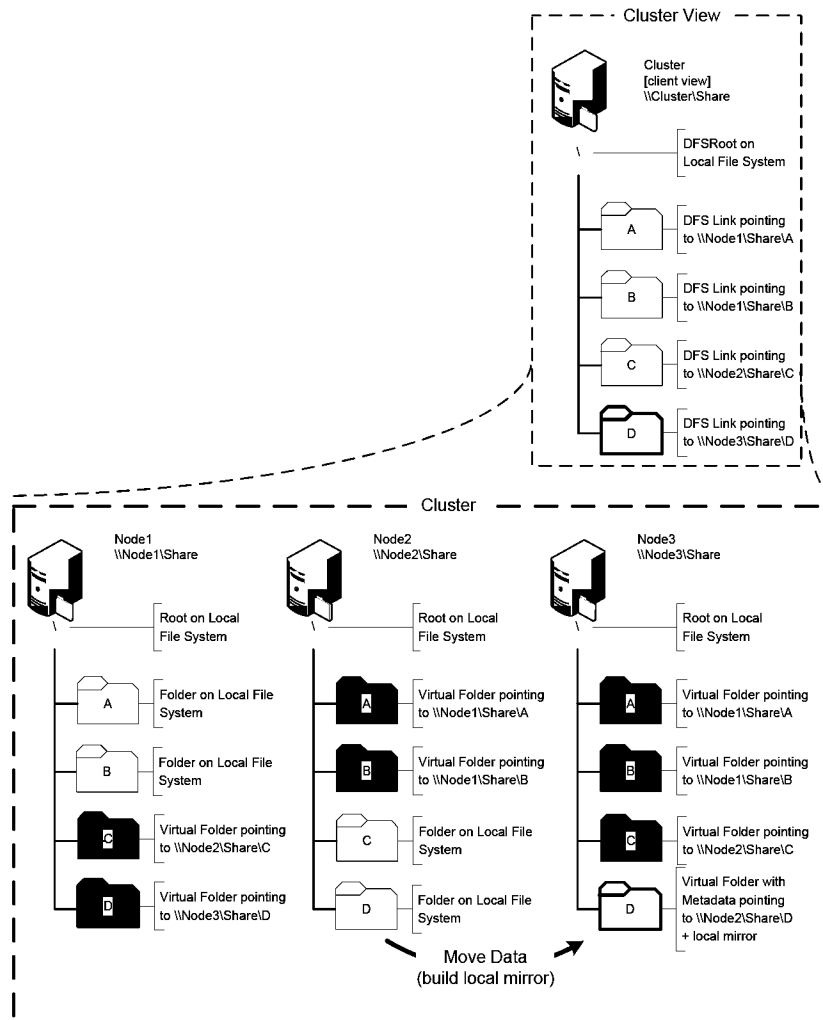 Cluster View
Cluster
[client view]
\\Cluster\Share
\
DFSRoot on
Local File System
A
DFS Link pointing
to \\Node1\Share\A
B
DFS Link pointing
to \\Node1\Share\B
C
DFS Link pointing
to \\Node2\Share\C
D
DFS Link pointing
to \\Node3\Share\D
Cluster
Node1
\\Node1\Share
\
Root on Local
File System
A
Folder on Local File
System
B
Folder on Local File
System
C
Virtual Folder pointing
to \\Node2\Share\C
D
Virtual Folder pointing
to \\Node3\Share\D
Node2
\\Node2\Share
\
Root on Local
File System
A
Virtual Folder pointing
to \\Node1\Share\A
B
Virtual Folder pointing
to \\Node1\Share\B
C
Folder on Local File
System
D
Folder on Local File
System
Node3
\\Node3\Share
\
Root on Local
File System
A
Virtual Folder pointing
to \\Node1\Share\A
B
Virtual Folder pointing
to \\Node1\Share\B
C
Virtual Folder pointing
to \\Node2\Share\C
D
Virtual Folder with
Metadata pointing
to \\Node2\Share\D
+ local mirror
Move Data
(build local mirror)